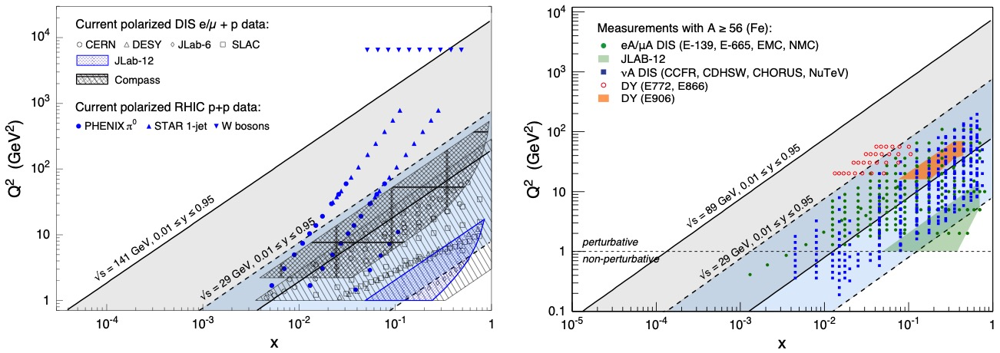 Current polarized DIS e/μ + p data:
CERN DESY JLab-6 SLAC
JLab-12
Compass
Current polarized RHIC p+p data:
PHENIX π⁰ STAR 1-jet W bosons
√s = 141 GeV, 0.01 ≤ y ≤ 0.95
√s = 29 GeV, 0.01 ≤ y ≤ 0.95
Q² (GeV²)
10⁴
10³
10²
10
1
10⁻⁴
10⁻³
10⁻²
10⁻¹
1
x
Measurements with A ≥ 56 (Fe):
eA/μA DIS (E-139, E-665, EMC, NMC)
JLAB-12
νA DIS (CCFR, CDHSW, CHORUS, NuTeV)
DY (E772, E866)
DY (E906)
√s = 89 GeV, 0.01 ≤ y ≤ 0.95
√s = 29 GeV, 0.01 ≤ y ≤ 0.95
perturbative
non-perturbative
Q² (GeV²)
10⁴
10³
10²
10
1
0.1
10⁻⁵
10⁻⁴
10⁻³
10⁻²
10⁻¹
1
x